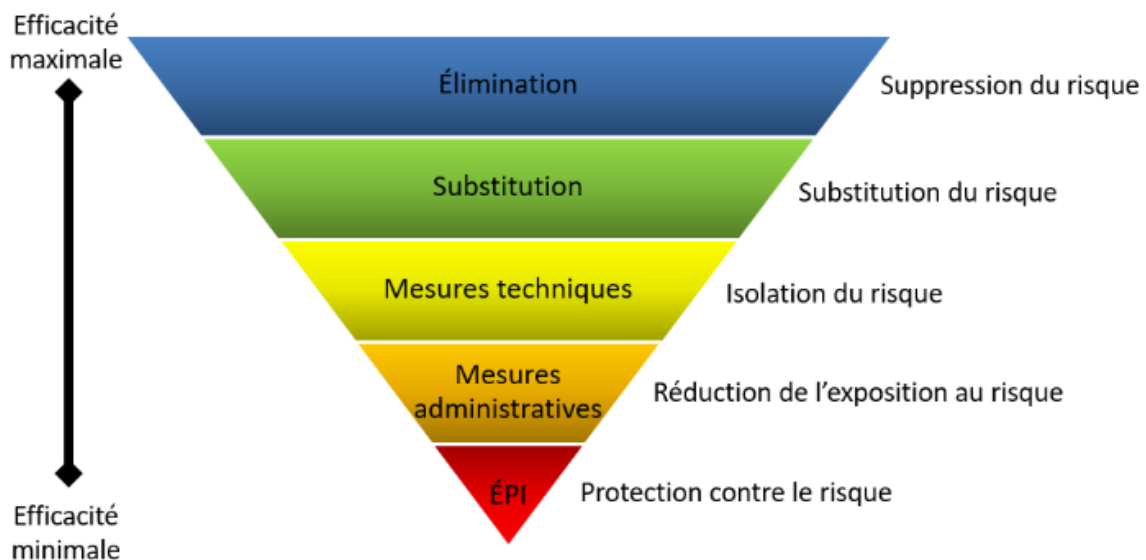 Efficacité
maximale
Élimination
Suppression du risque
Substitution
Substitution du risque
Mesures techniques
Isolation du risque
Mesures
administratives
Réduction de l’exposition au risque
ÉPI
Protection contre le risque
Efficacité
minimale